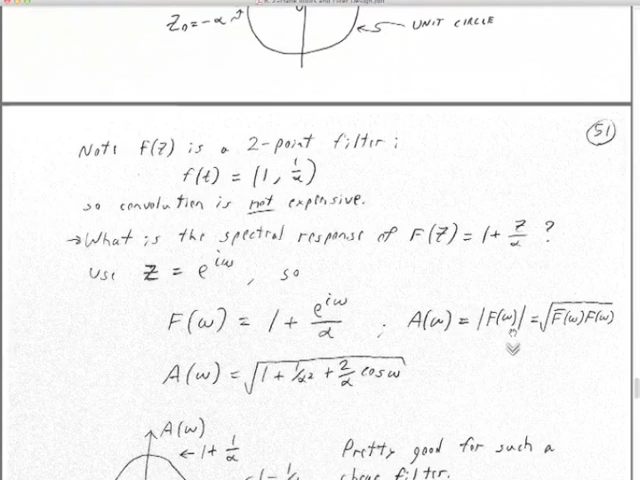 Z₀ = -α
UNIT CIRCLE
51
Note F(Z) is a 2-point filter:
f(t) = (1, 1/α)
so convolution is not expensive.
→ What is the spectral response of F(Z) = 1 + Z/α ?
Use Z = e^{iω}, so
F(ω) = 1 + e^{iω}/α ; A(ω) = |F(ω)| = √F(ω)F(ω)
A(ω) = √1 + 1/α² + 2/α cos ω
A(ω)
← 1 + 1/α
Pretty good for such a
cheap filter.